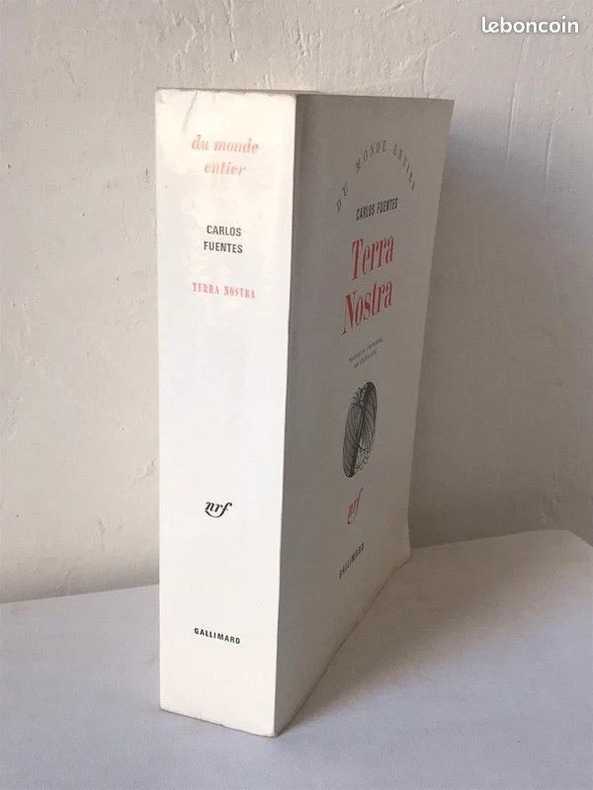 leboncoin
du monde
entier
CARLOS
FUENTES
TERRA NOSTRA
nrf
GALLIMARD
DU MONDE ENTIER
CARLOS FUENTES
Terra
Nostra
nrf
GALLIMARD